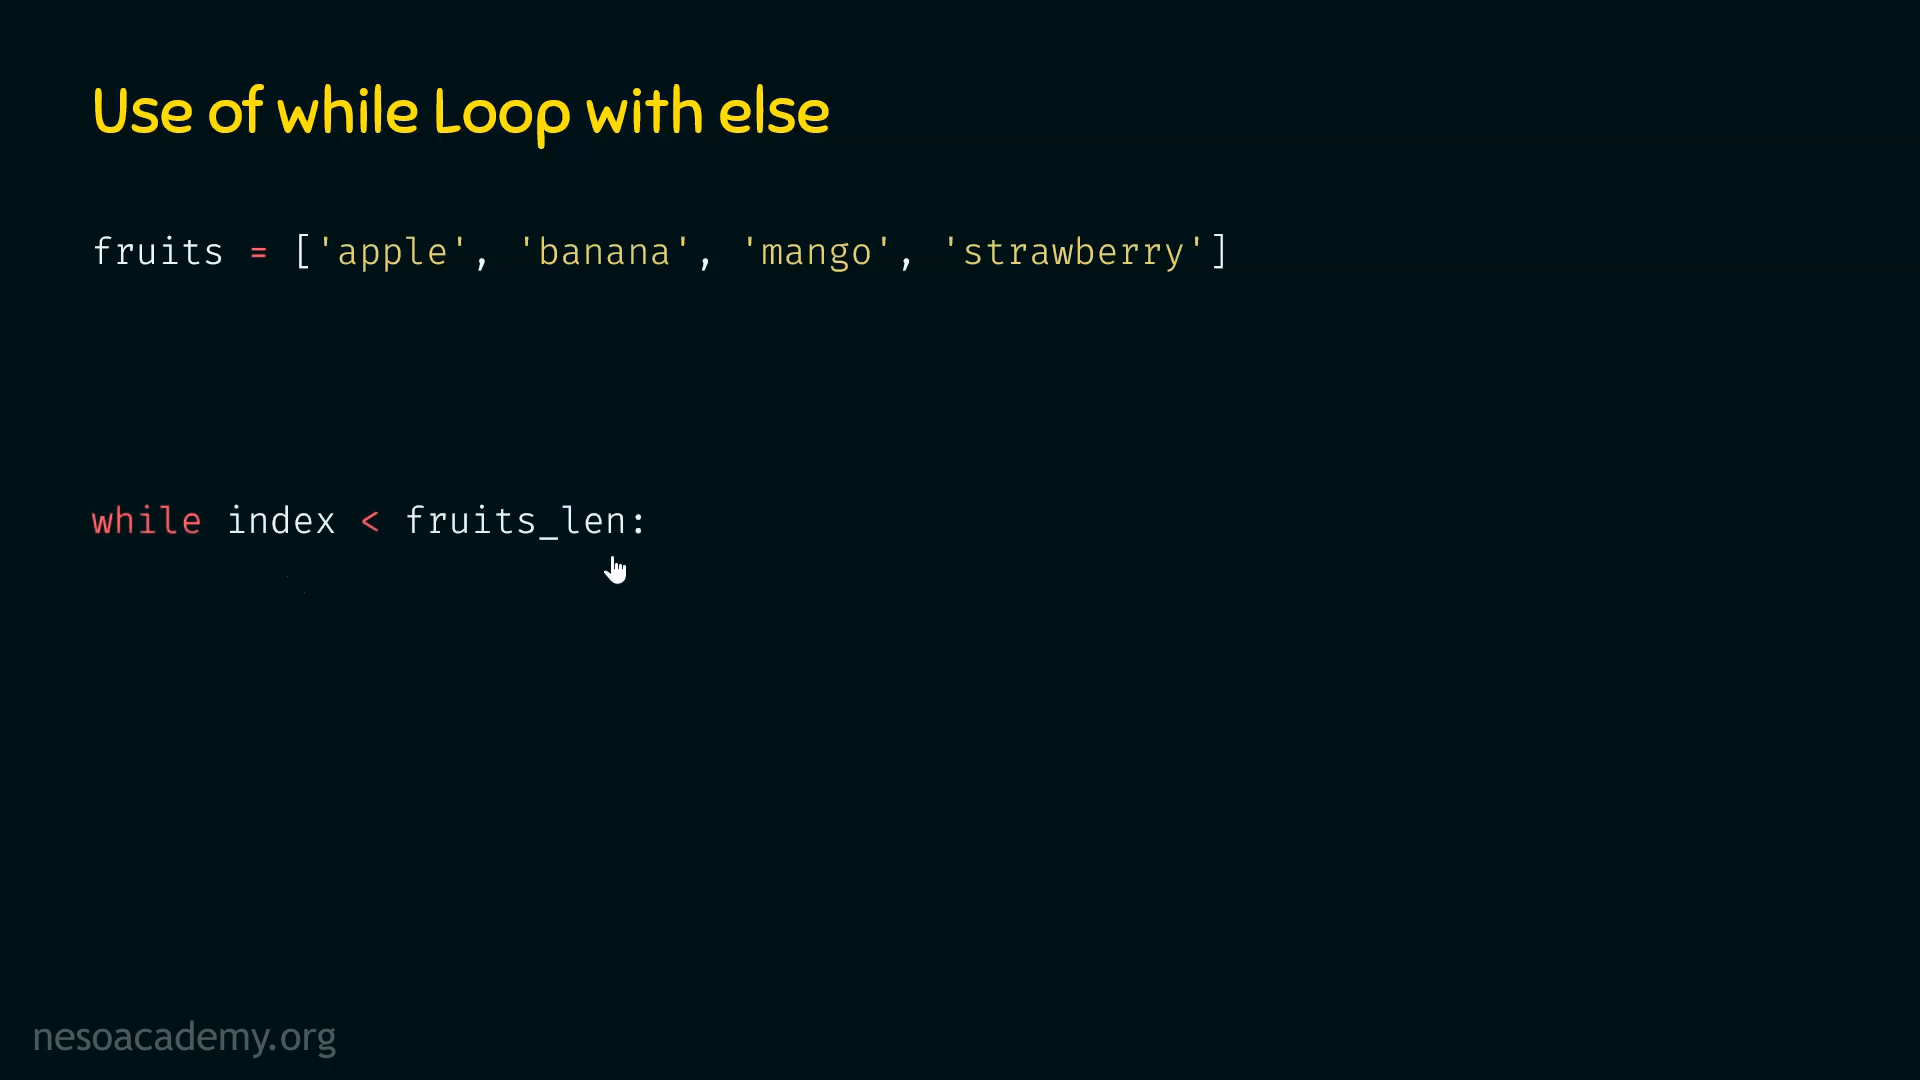 Use of while Loop with else
fruits = ['apple', 'banana', 'mango', 'strawberry']
while index < fruits_len:
nesoacademy.org